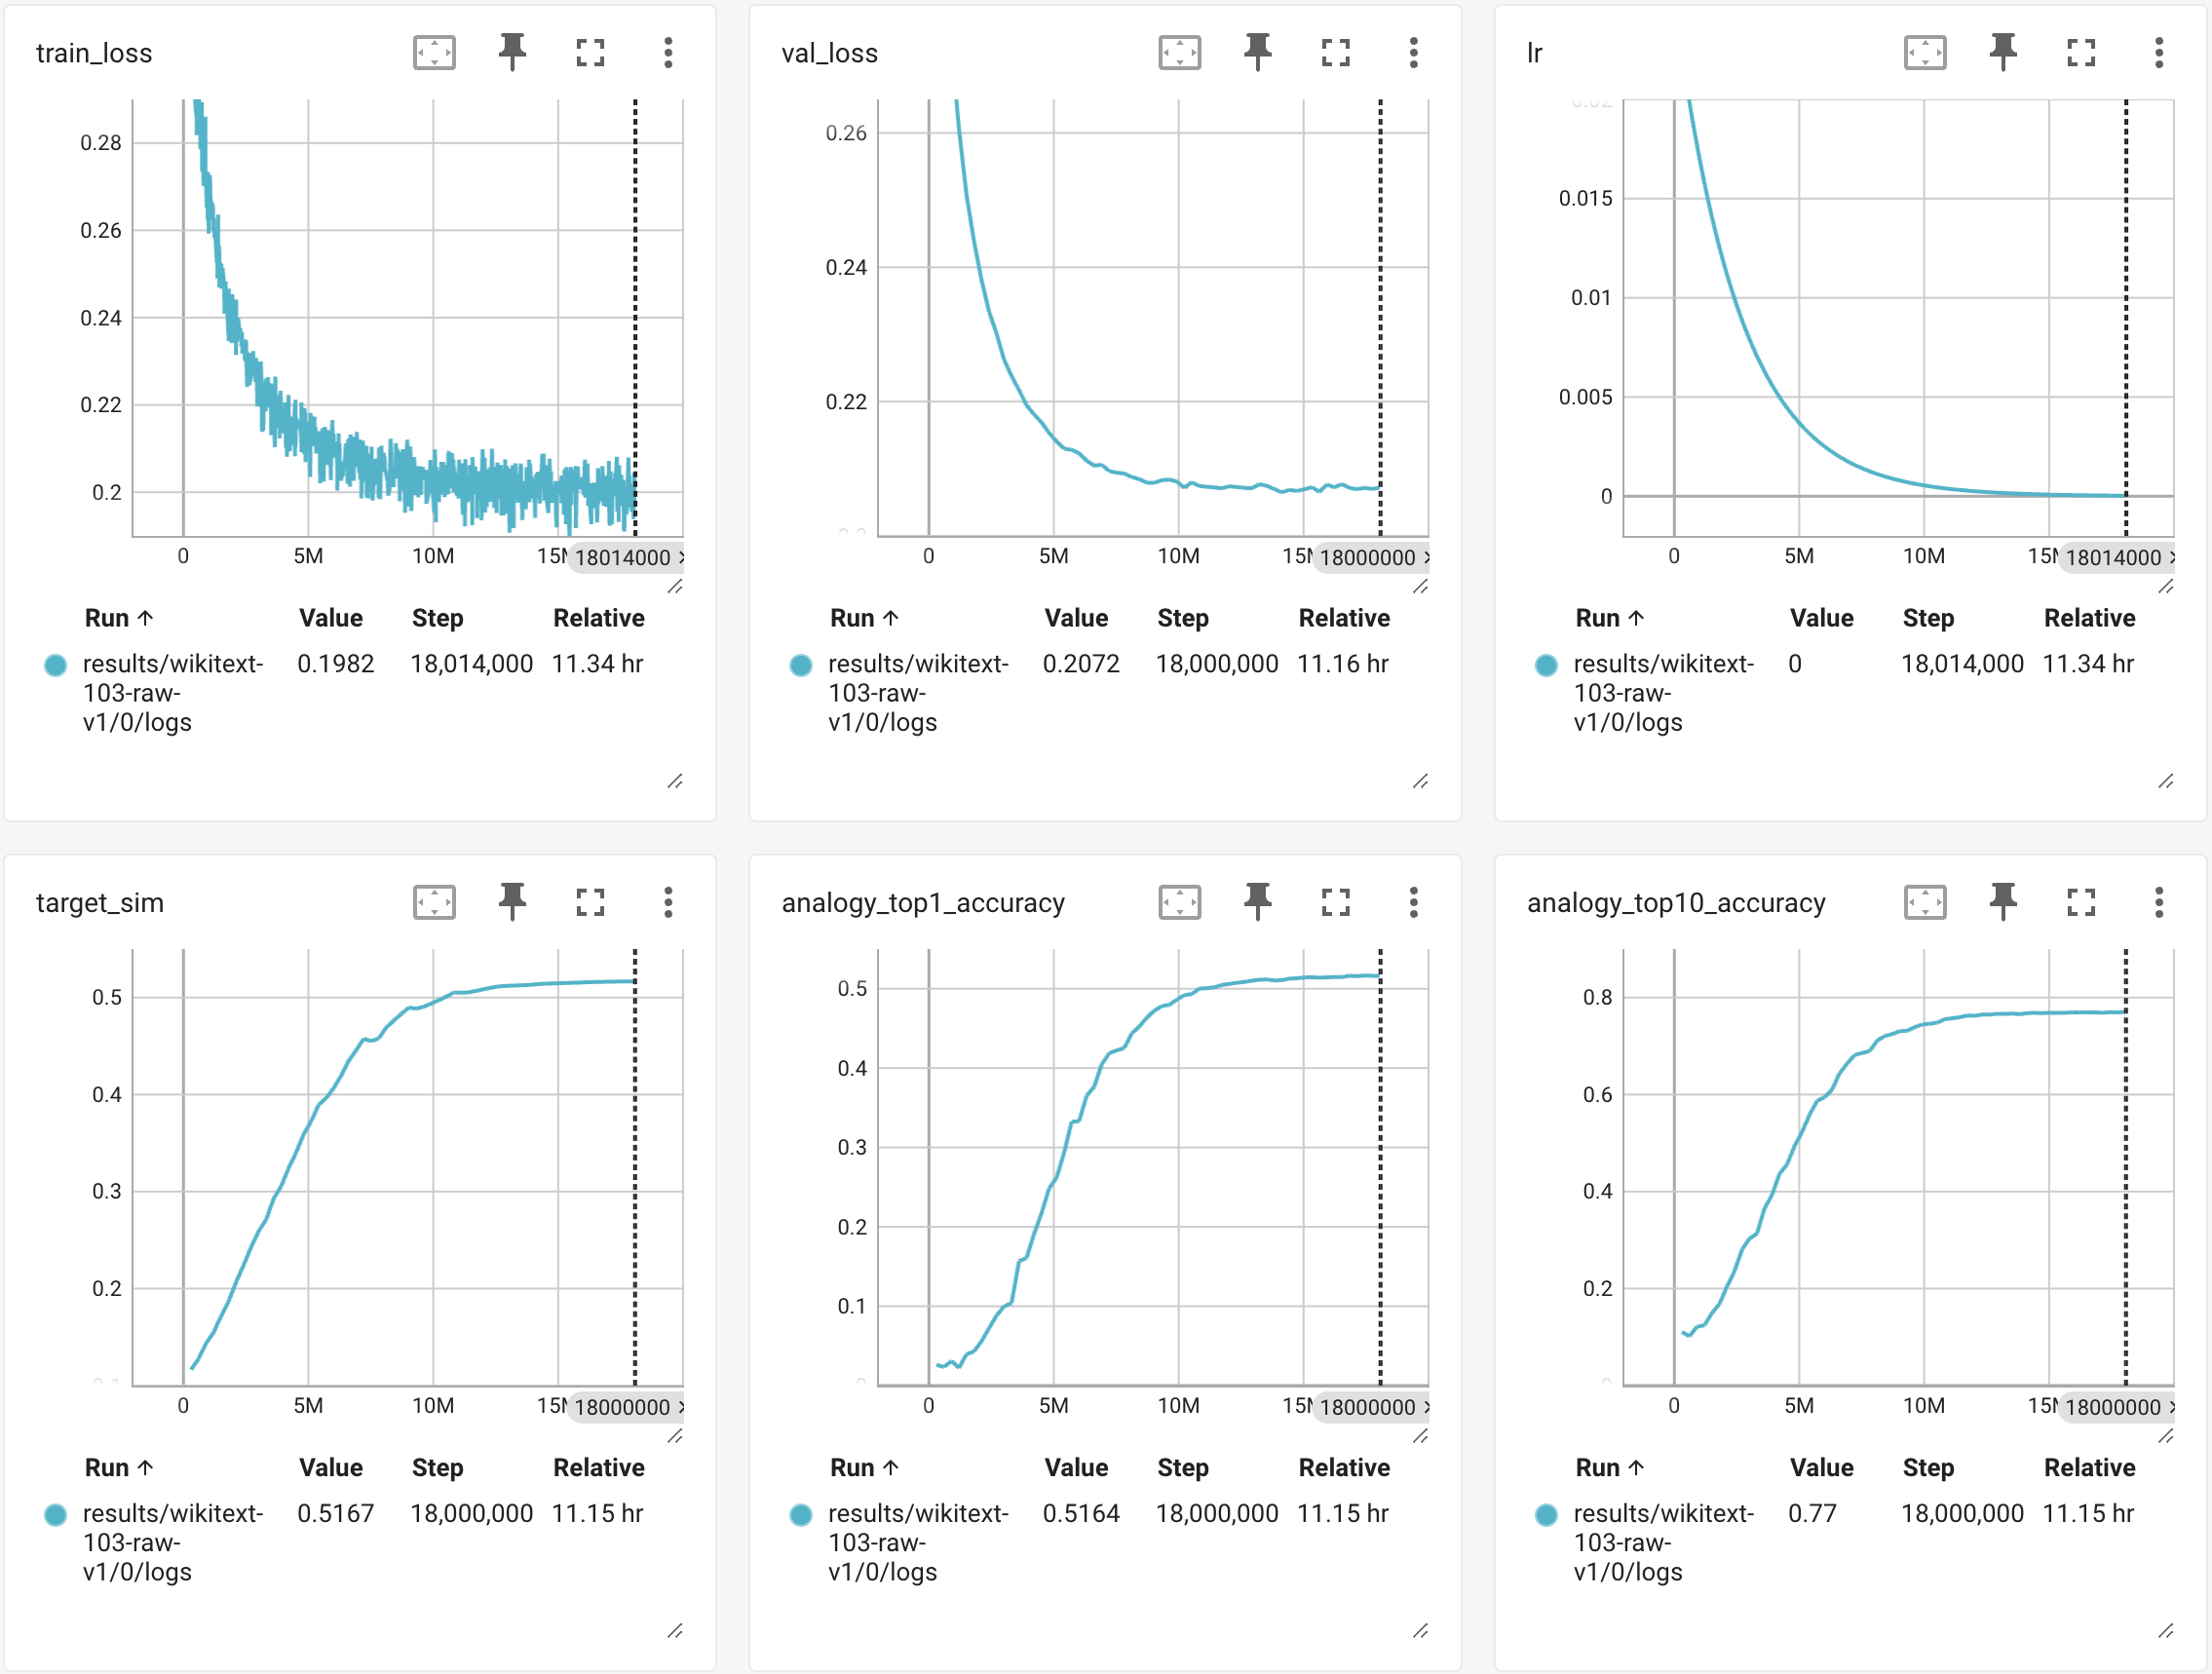 train_loss
0.28
0.26
0.24
0.22
0.2
0 5M 10M 18014000
Run ↑ Value Step Relative
results/wikitext-103-raw-v1/0/logs 0.1982 18,014,000 11.34 hr
val_loss
0.26
0.24
0.22
0 5M 10M 18000000
Run ↑ Value Step Relative
results/wikitext-103-raw-v1/0/logs 0.2072 18,000,000 11.16 hr
lr
0.02
0.015
0.01
0.005
0
0 5M 10M 18014000
Run ↑ Value Step Relative
results/wikitext-103-raw-v1/0/logs 0 18,014,000 11.34 hr
target_sim
0.5
0.4
0.3
0.2
0 5M 10M 18000000
Run ↑ Value Step Relative
results/wikitext-103-raw-v1/0/logs 0.5167 18,000,000 11.15 hr
analogy_top1_accuracy
0.5
0.4
0.3
0.2
0.1
0 5M 10M 18000000
Run ↑ Value Step Relative
results/wikitext-103-raw-v1/0/logs 0.5164 18,000,000 11.15 hr
analogy_top10_accuracy
0.8
0.6
0.4
0.2
0 5M 10M 18000000
Run ↑ Value Step Relative
results/wikitext-103-raw-v1/0/logs 0.77 18,000,000 11.15 hr